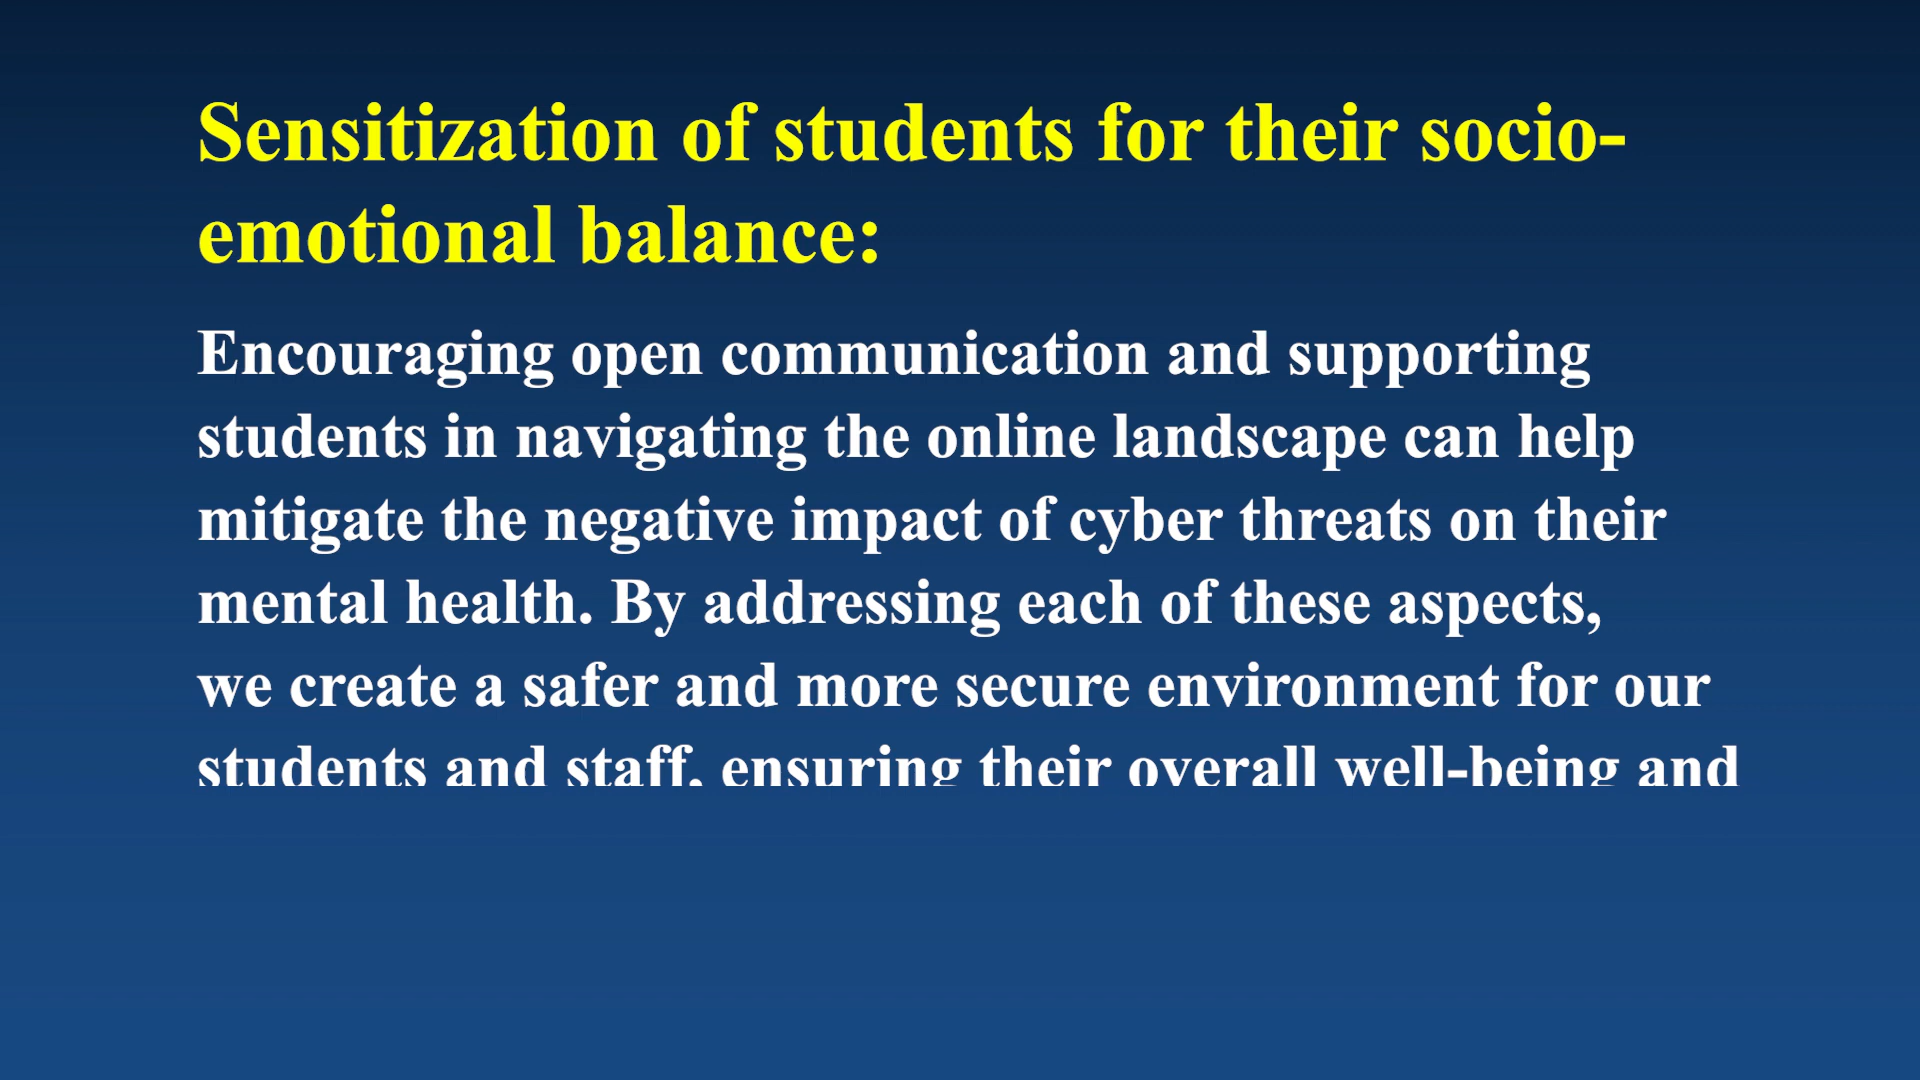 Sensitization of students for their socio-
emotional balance:
Encouraging open communication and supporting
students in navigating the online landscape can help
mitigate the negative impact of cyber threats on their
mental health. By addressing each of these aspects,
we create a safer and more secure environment for our
students and staff, ensuring their overall well-being and